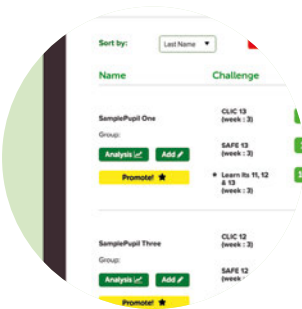 Sort by: Last Name ▼
Name Challenge
SamplePupil One
Group:
Analysis Add
Promote! ★
CLIC 13
(week : 3)
SAFE 13
(week : 3)
★ Learn Its 11, 12
& 13
(week : 3)
SamplePupil Three
Group:
Analysis Add
Promote! ★
CLIC 12
(week : 3)
SAFE 12
(week